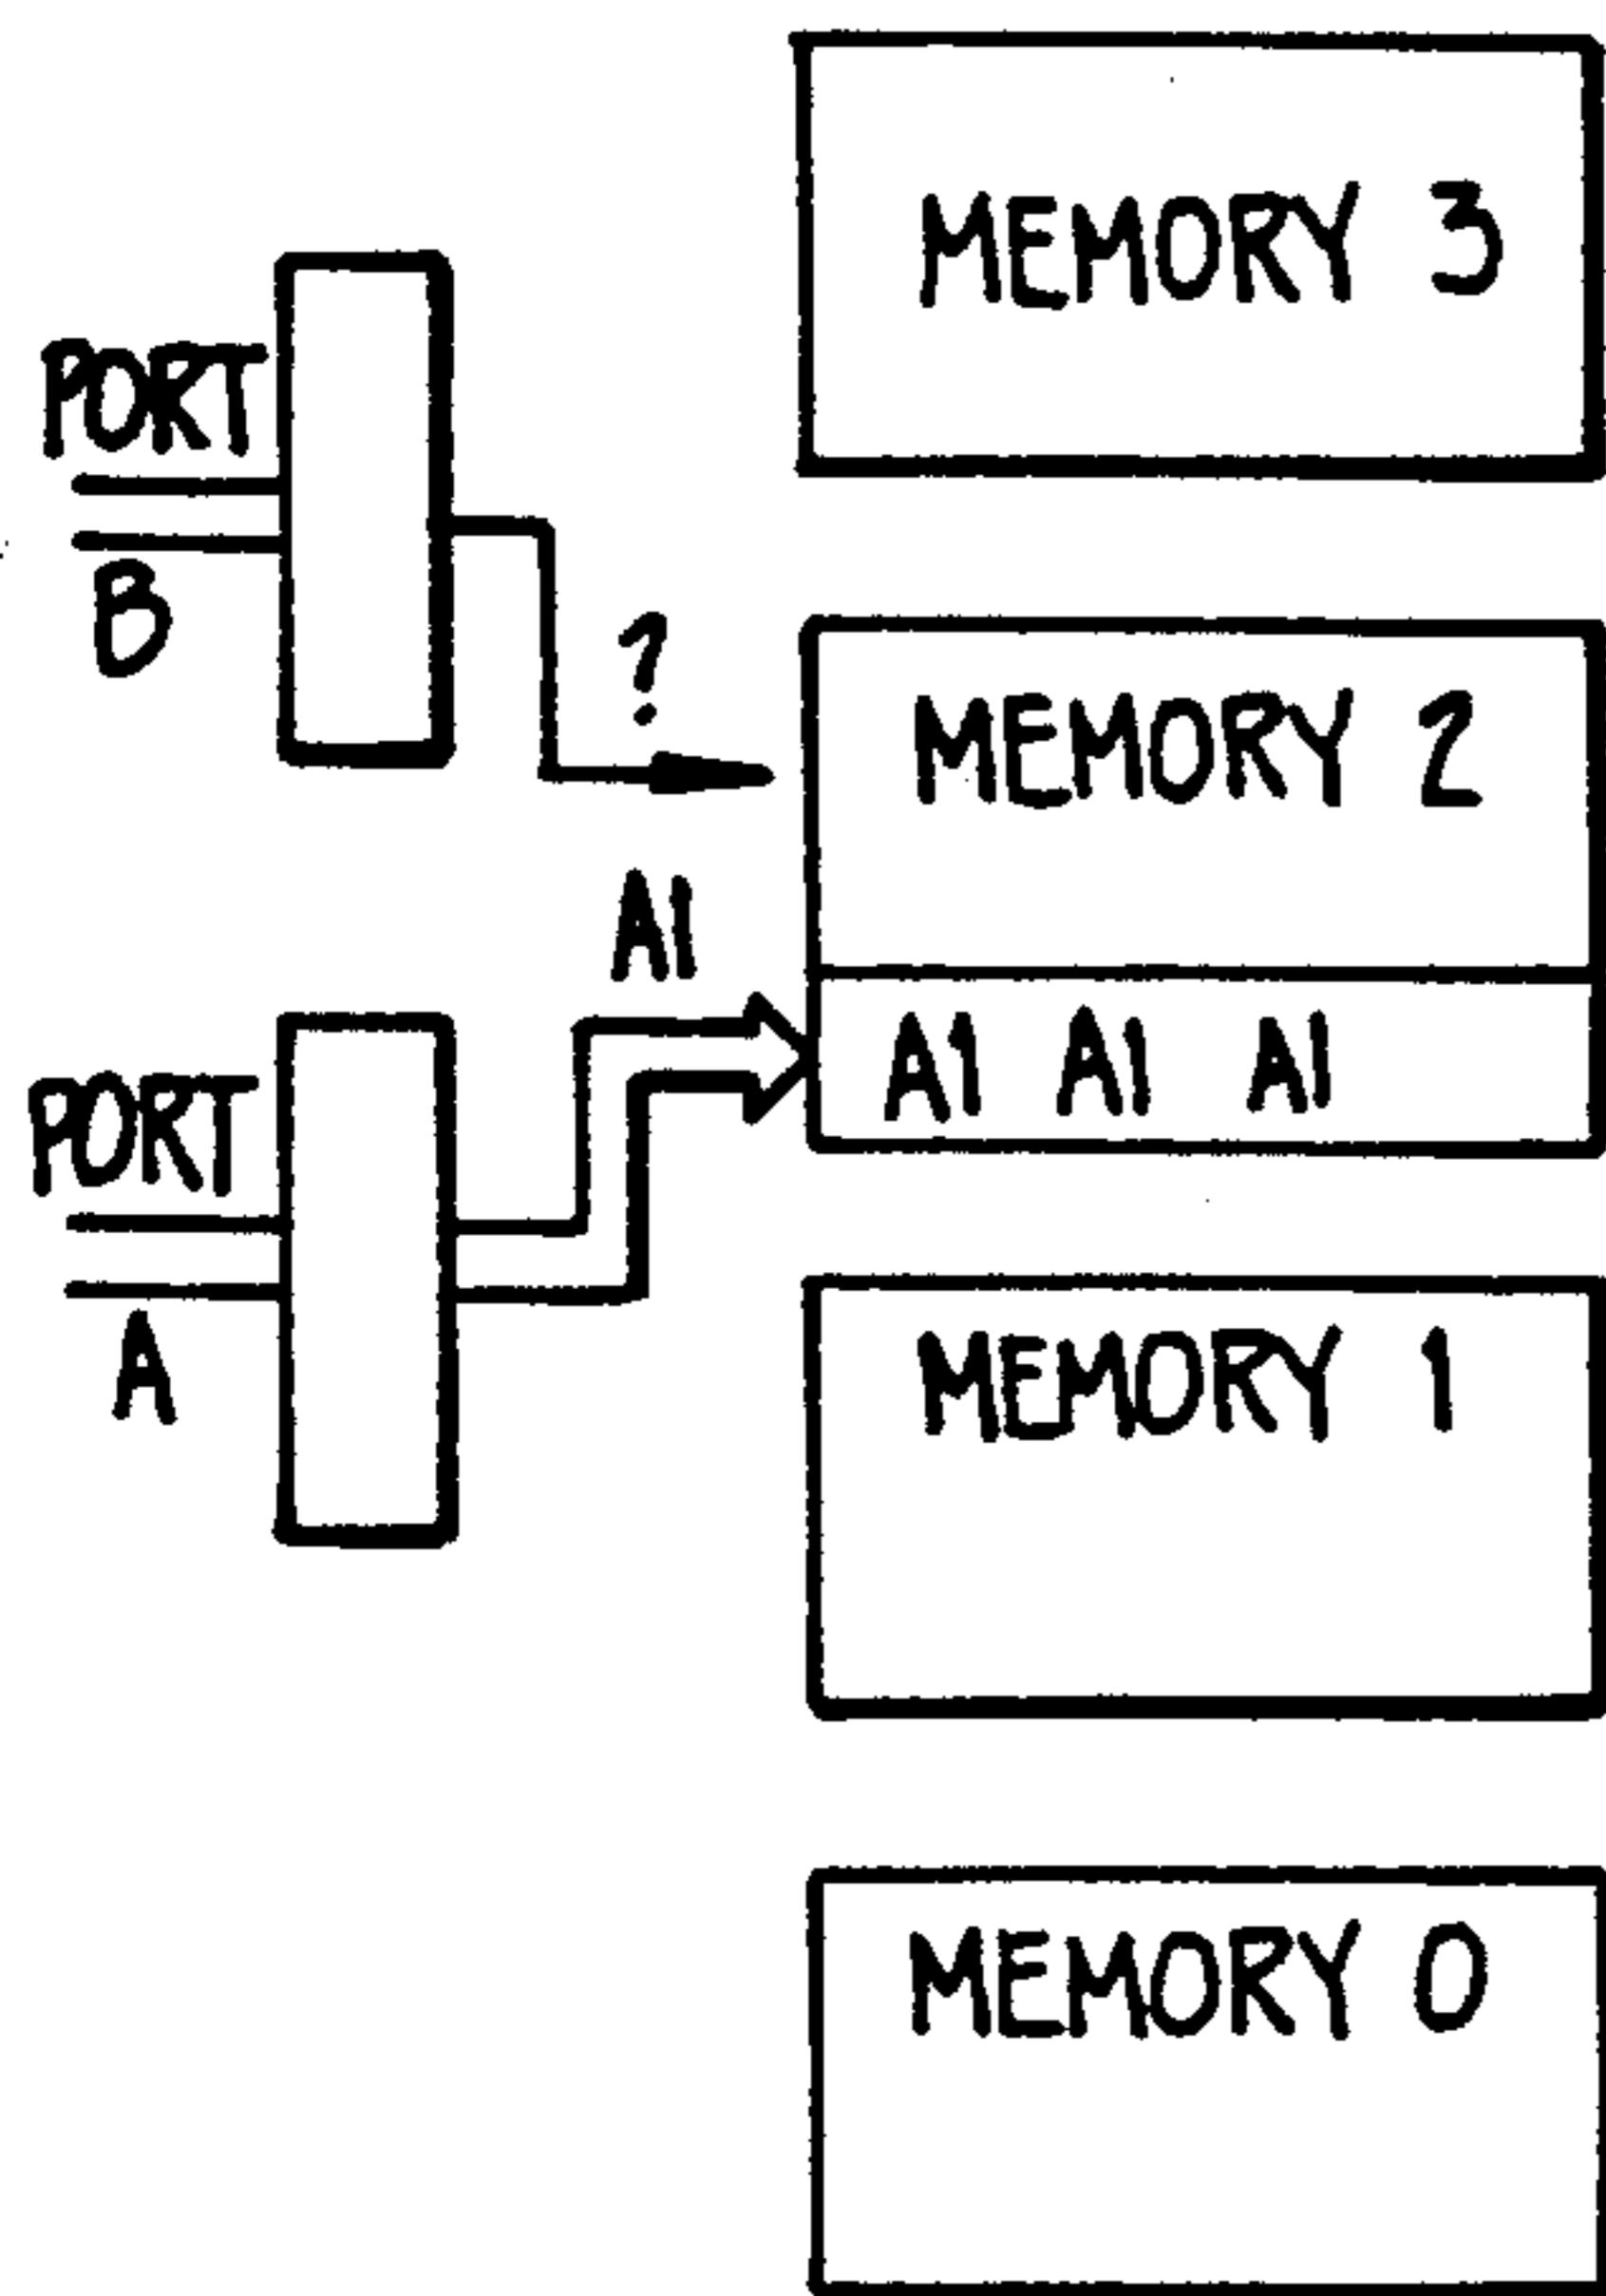 MEMORY 3
PORT
B
?
MEMORY 2
A1
A1 A1 A1
PORT
A
MEMORY 1
MEMORY 0